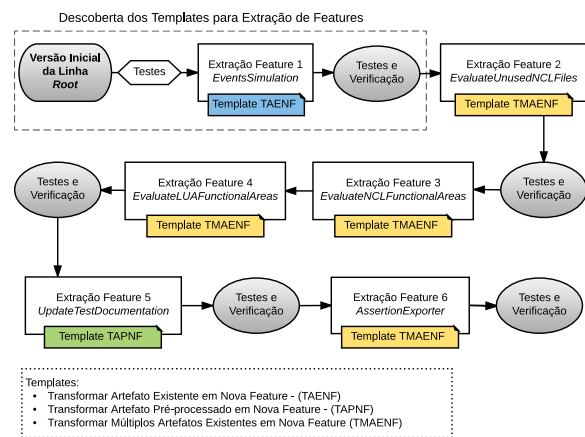 Descoberta dos Templates para Extração de Features
Versão Inicial
da Linha
Root
Testes
Extração Feature 1
EventsSimulation
Template TAENF
Testes e
Verificação
Extração Feature 2
EvaluateUnusedNCLFiles
Template TMAENF
Testes e
Verificação
Extração Feature 3
EvaluateNCLFunctionalAreas
Template TMAENF
Extração Feature 4
EvaluateLUAFunctionalAreas
Template TMAENF
Testes e
Verificação
Extração Feature 5
UpdateTestDocumentation
Template TAPNF
Testes e
Verificação
Extração Feature 6
AssertionExporter
Template TMAENF
Testes e
Verificação
Templates:
• Transformar Artefato Existente em Nova Feature - (TAENF)
• Transformar Artefato Pré-processado em Nova Feature - (TAPNF)
• Transformar Múltiplos Artefatos Existentes em Nova Feature (TMAENF)